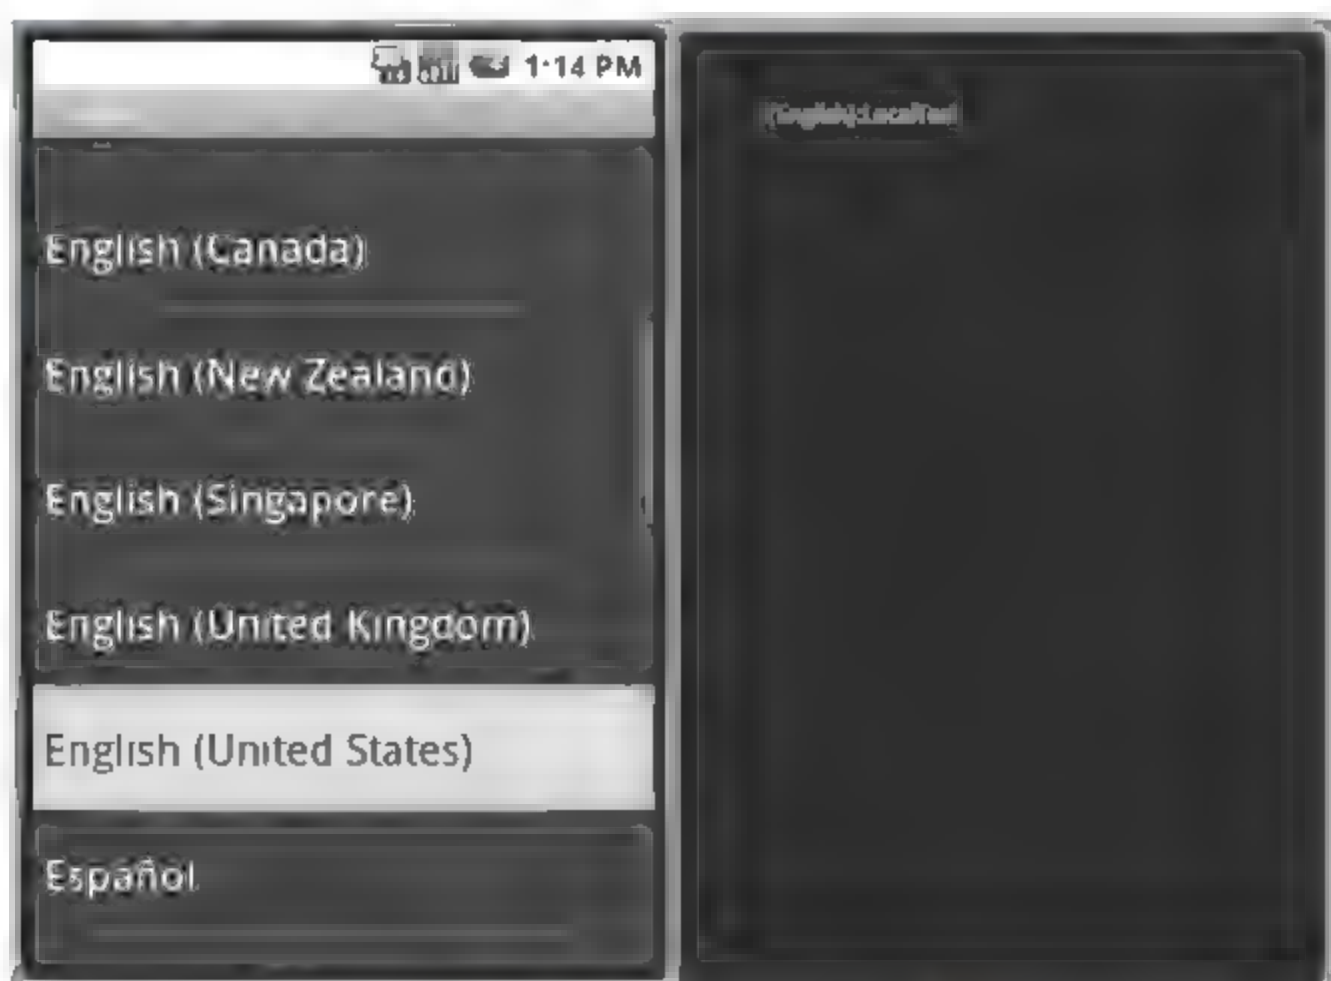 1:14 PM
English (Canada)
English (New Zealand)
English (Singapore)
English (United Kingdom)
English (United States)
Español